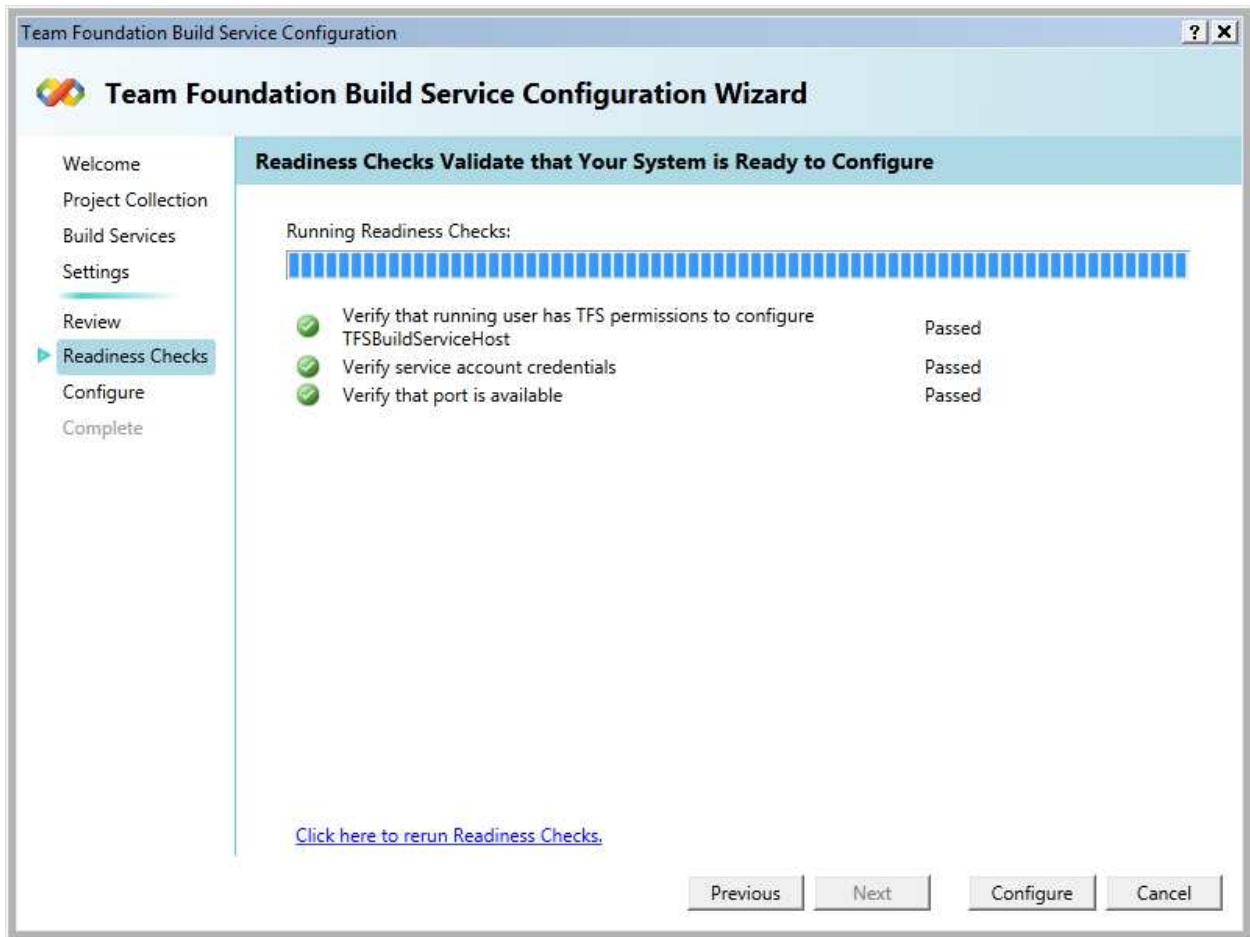 Team Foundation Build Service Configuration
?
Team Foundation Build Service Configuration Wizard
Welcome
Project Collection
Build Services
Settings
Review
Readiness Checks
Configure
Complete
Readiness Checks Validate that Your System is Ready to Configure
Running Readiness Checks:
Verify that running user has TFS permissions to configure
TFSBuildServiceHost
Passed
Verify service account credentials
Passed
Verify that port is available
Passed
Click here to rerun Readiness Checks.
Previous
Next
Configure
Cancel